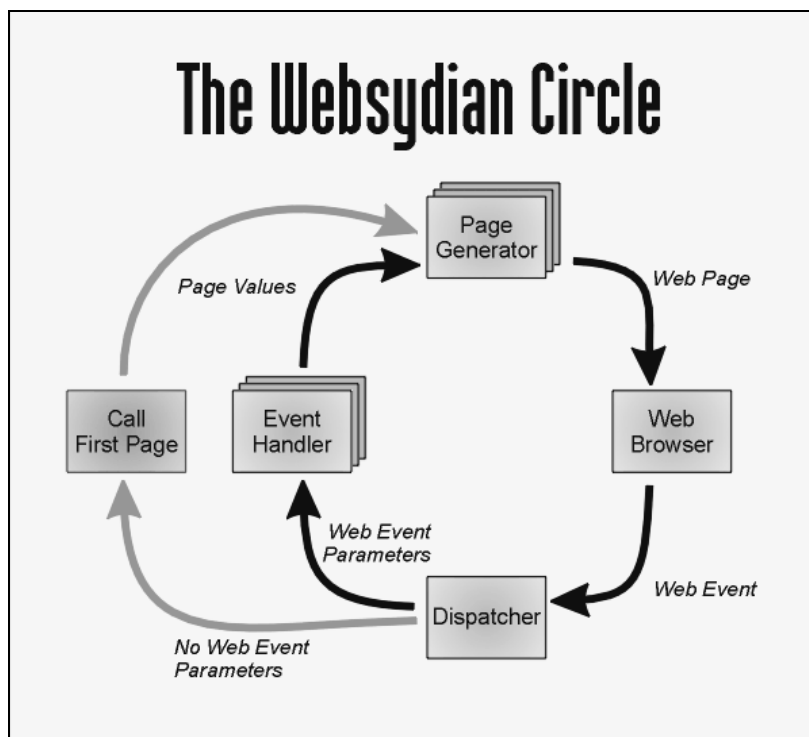 The Websydian Circle
Page
Generator
Page Values
Web Page
Call
First Page
Event
Handler
Web
Browser
Web Event
Parameters
Web Event
Dispatcher
No Web Event
Parameters